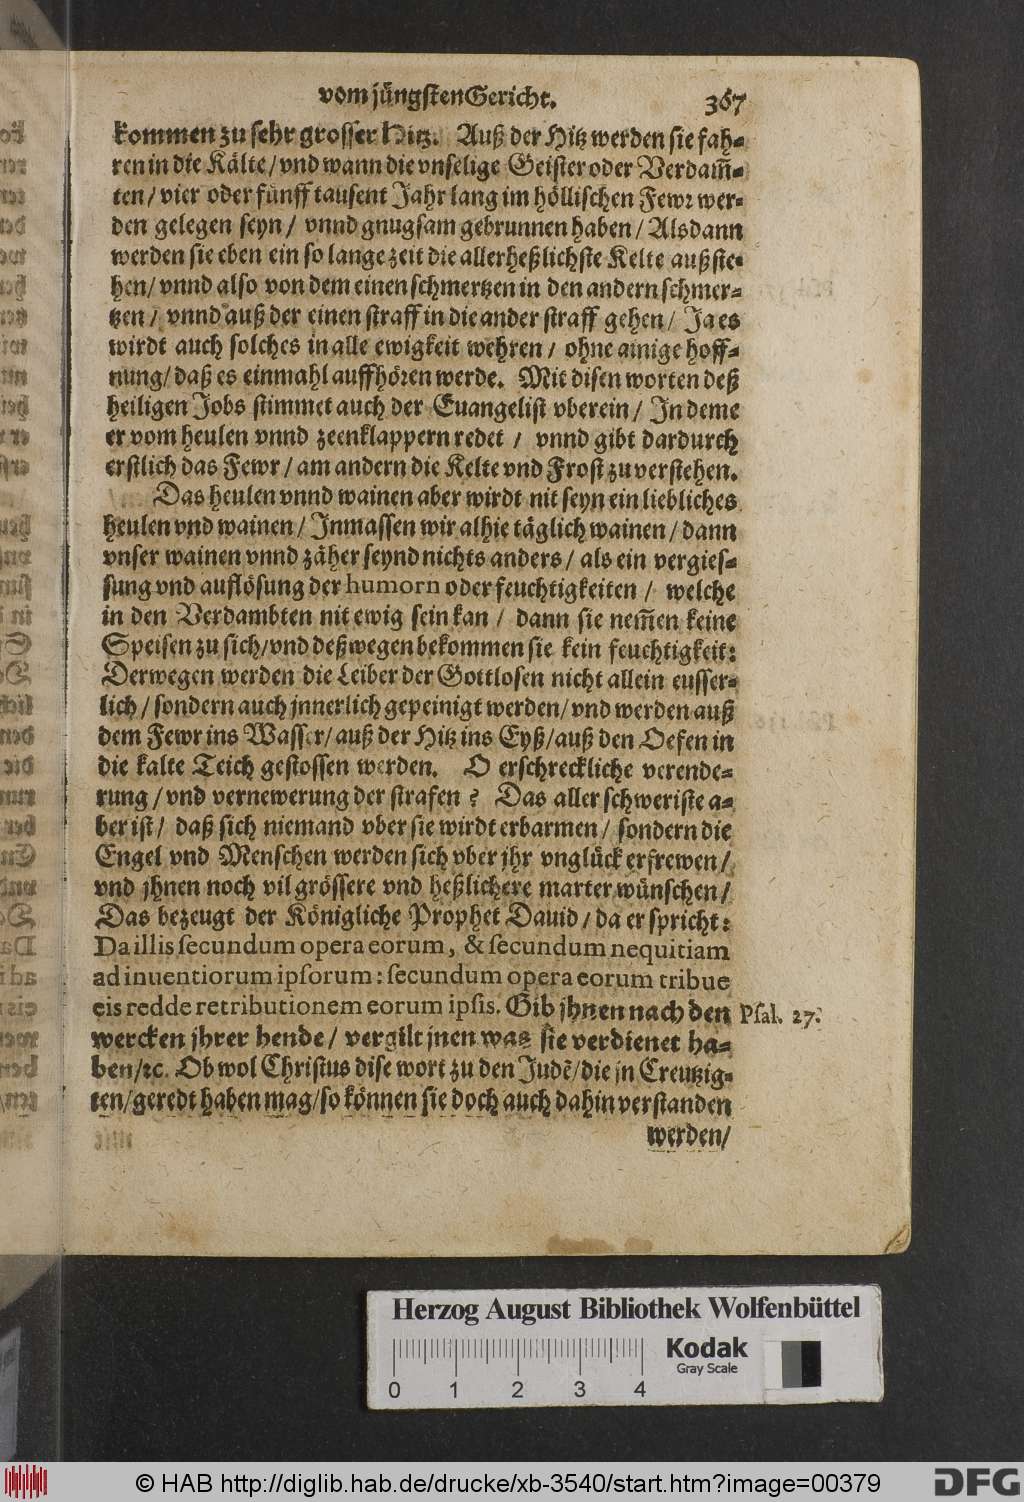 vom jüngsten Gericht. 367
kommen zu sehr grosser Hitz. Auß der Hitz werden sie fah-
ren in die Kälte / vnd wann die vnselige Geister oder Verdam̃-
ten / vier oder fünff tausent Jahr lang im höllischen Fewr wer-
den gelegen seyn / vnnd gnugsam gebrunnen haben / Alsdann
werden sie eben ein so lange zeit die allerheßlichste Kelte auß ste-
hen / vnnd also von dem einen schmertzen in den andern schmer-
tzen / vnnd auß der einen straff in die ander straff gehen / Ja es
wirdt auch solches in alle ewigkeit wehren / ohne ainige hoff-
nung / daß es einmahl auffhören werde. Mit disen worten deß
heiligen Jobs stimmet auch der Euangelist vberein / In deme
er vom heulen vnnd zeenklappern redet / vnnd gibt dardurch
erstlich das Fewr / am andern die Kelte vnd Frost zu verstehen.
Das heulen vnnd wainen aber wirdt nit seyn ein liebliches
heulen vnd wainen / Inmassen wir alhie täglich wainen / dann
vnser wainen vnnd zäher seynd nichts anders / als ein vergies-
sung vnd auflösung der humorn oder feuchtigkeiten / welche
in den Verdambten nit ewig sein kan / dann sie nem̃en keine
Speisen zu sich / vnd deßwegen bekommen sie kein feuchtigkeit:
Derwegen werden die Leiber der Gottlosen nicht allein eusser-
lich / sondern auch jnnerlich gepeinigt werden / vnd werden auß
dem Fewr ins Wasser / auß der Hitz ins Eyß / auß den Oefen in
die kalte Teich gestossen werden. O erschreckliche verende-
rung / vnd vernewerung der strafen ? Das aller schweriste a-
ber ist / daß sich niemand vber sie wirdt erbarmen / sondern die
Engel vnd Menschen werden sich vber jhr vnglück erfrewen /
vnd jhnen noch vil grössere vnd heßlichere marter wünschen /
Das bezeugt der Königliche Prophet Dauid / da er spricht:
Da illis secundum opera eorum, & secundum nequitiam
ad inuentiorum ipsorum: secundum opera eorum tribue
eis redde retributionem eorum ipsis. Gib jhnen nach den Psal. 27.
wercken jhrer hende / vergilt jnen was sie verdienet ha-
ben / ꝛc. Ob wol Christus dise wort zu den Judẽ / die jn Creutzig-
ten / geredt haben mag / so können sie doch auch dahin verstanden
werden /
Herzog August Bibliothek Wolfenbüttel
0 1 2 3 4
Kodak
Gray Scale
© HAB http://diglib.hab.de/drucke/xb-3540/start.htm?image=00379
DFG